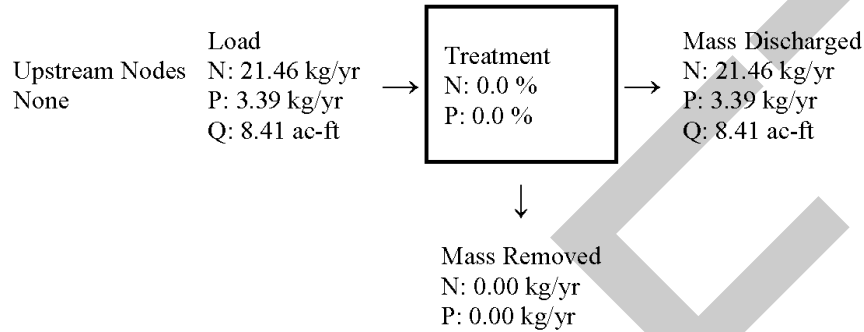 Upstream Nodes
None
Load
N: 21.46 kg/yr
P: 3.39 kg/yr
Q: 8.41 ac-ft
→
Treatment
N: 0.0 %
P: 0.0 %
→
Mass Discharged
N: 21.46 kg/yr
P: 3.39 kg/yr
Q: 8.41 ac-ft
↓
Mass Removed
N: 0.00 kg/yr
P: 0.00 kg/yr